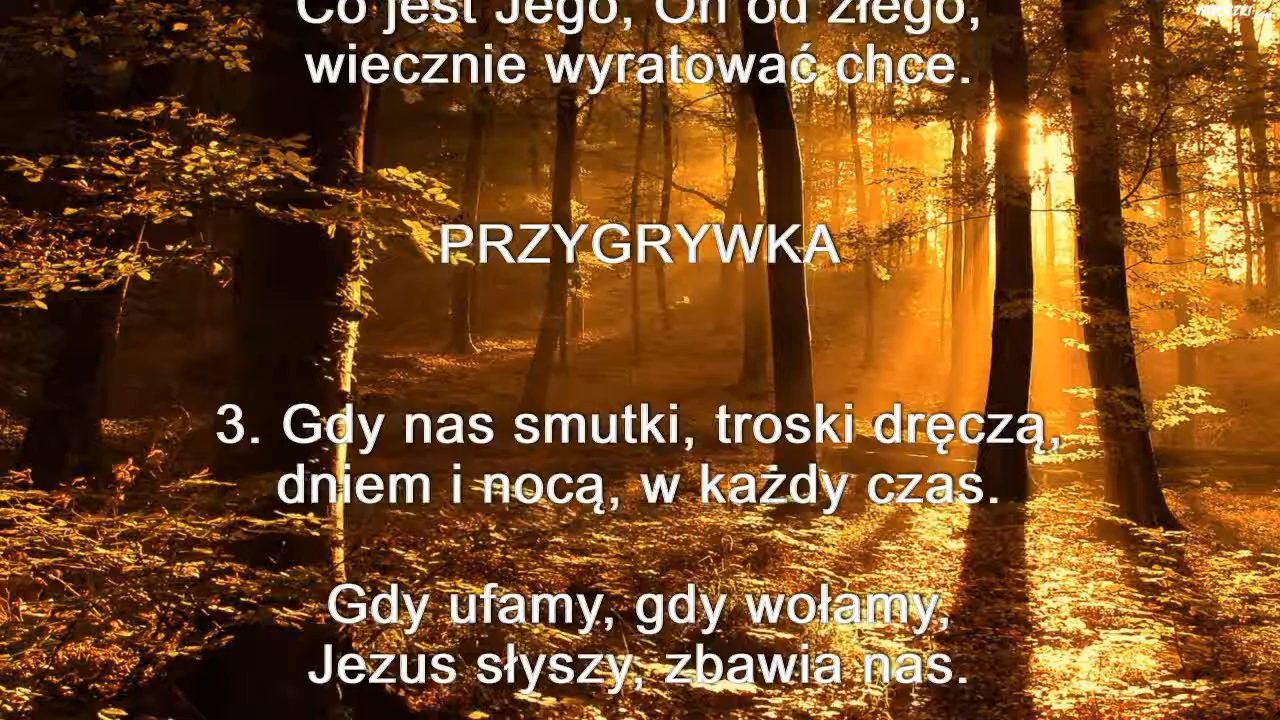 Co jest Jego, On od złego,
wiecznie wyratować chce.
PRZYGRYWKA
3. Gdy nas smutki, troski dręczą,
dniem i nocą, w każdy czas.
Gdy ufamy, gdy wołamy,
Jezus słyszy, zbawia nas.